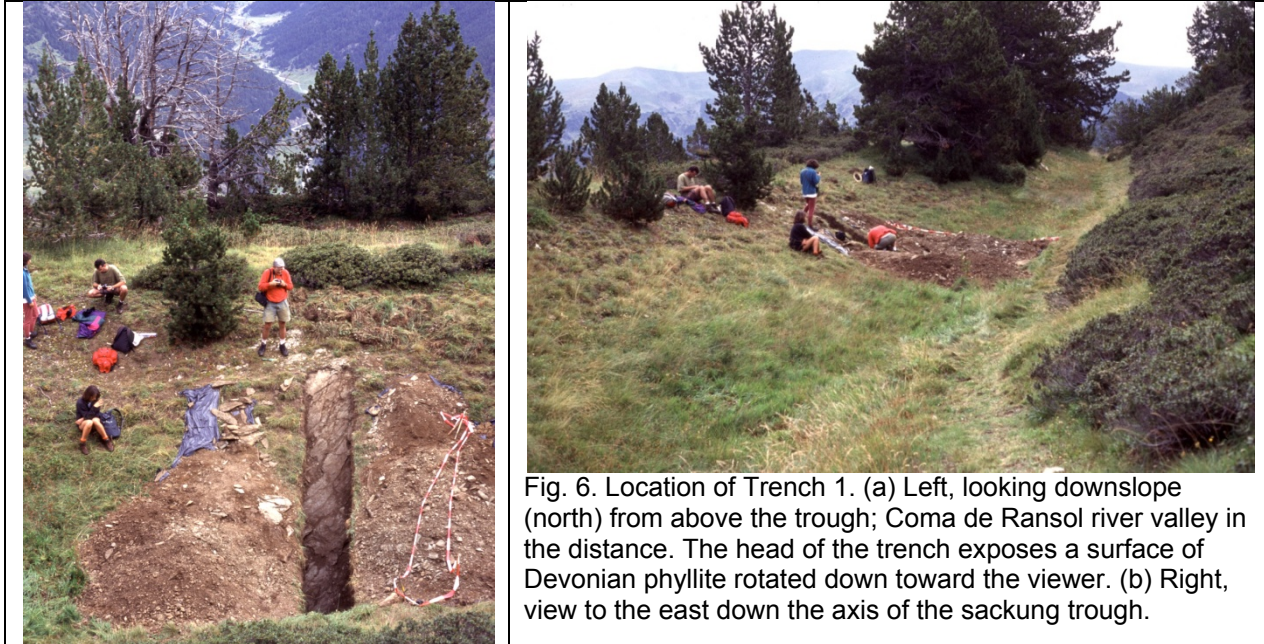 Fig. 6. Location of Trench 1. (a) Left, looking downslope
(north) from above the trough; Coma de Ransol river valley in
the distance. The head of the trench exposes a surface of
Devonian phyllite rotated down toward the viewer. (b) Right,
view to the east down the axis of the sackung trough.